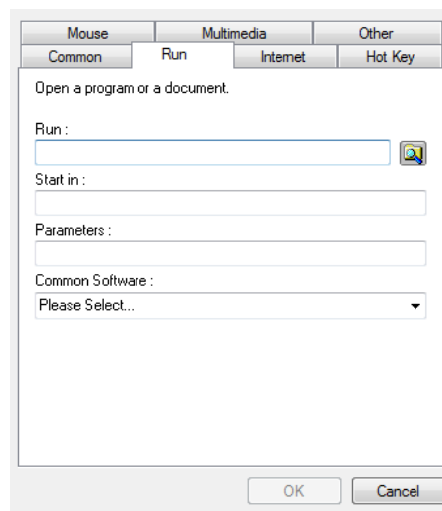 Mouse Multimedia Other
Common Run Internet Hot Key
Open a program or a document.
Run :
Start in :
Parameters :
Common Software :
Please Select...
OK Cancel